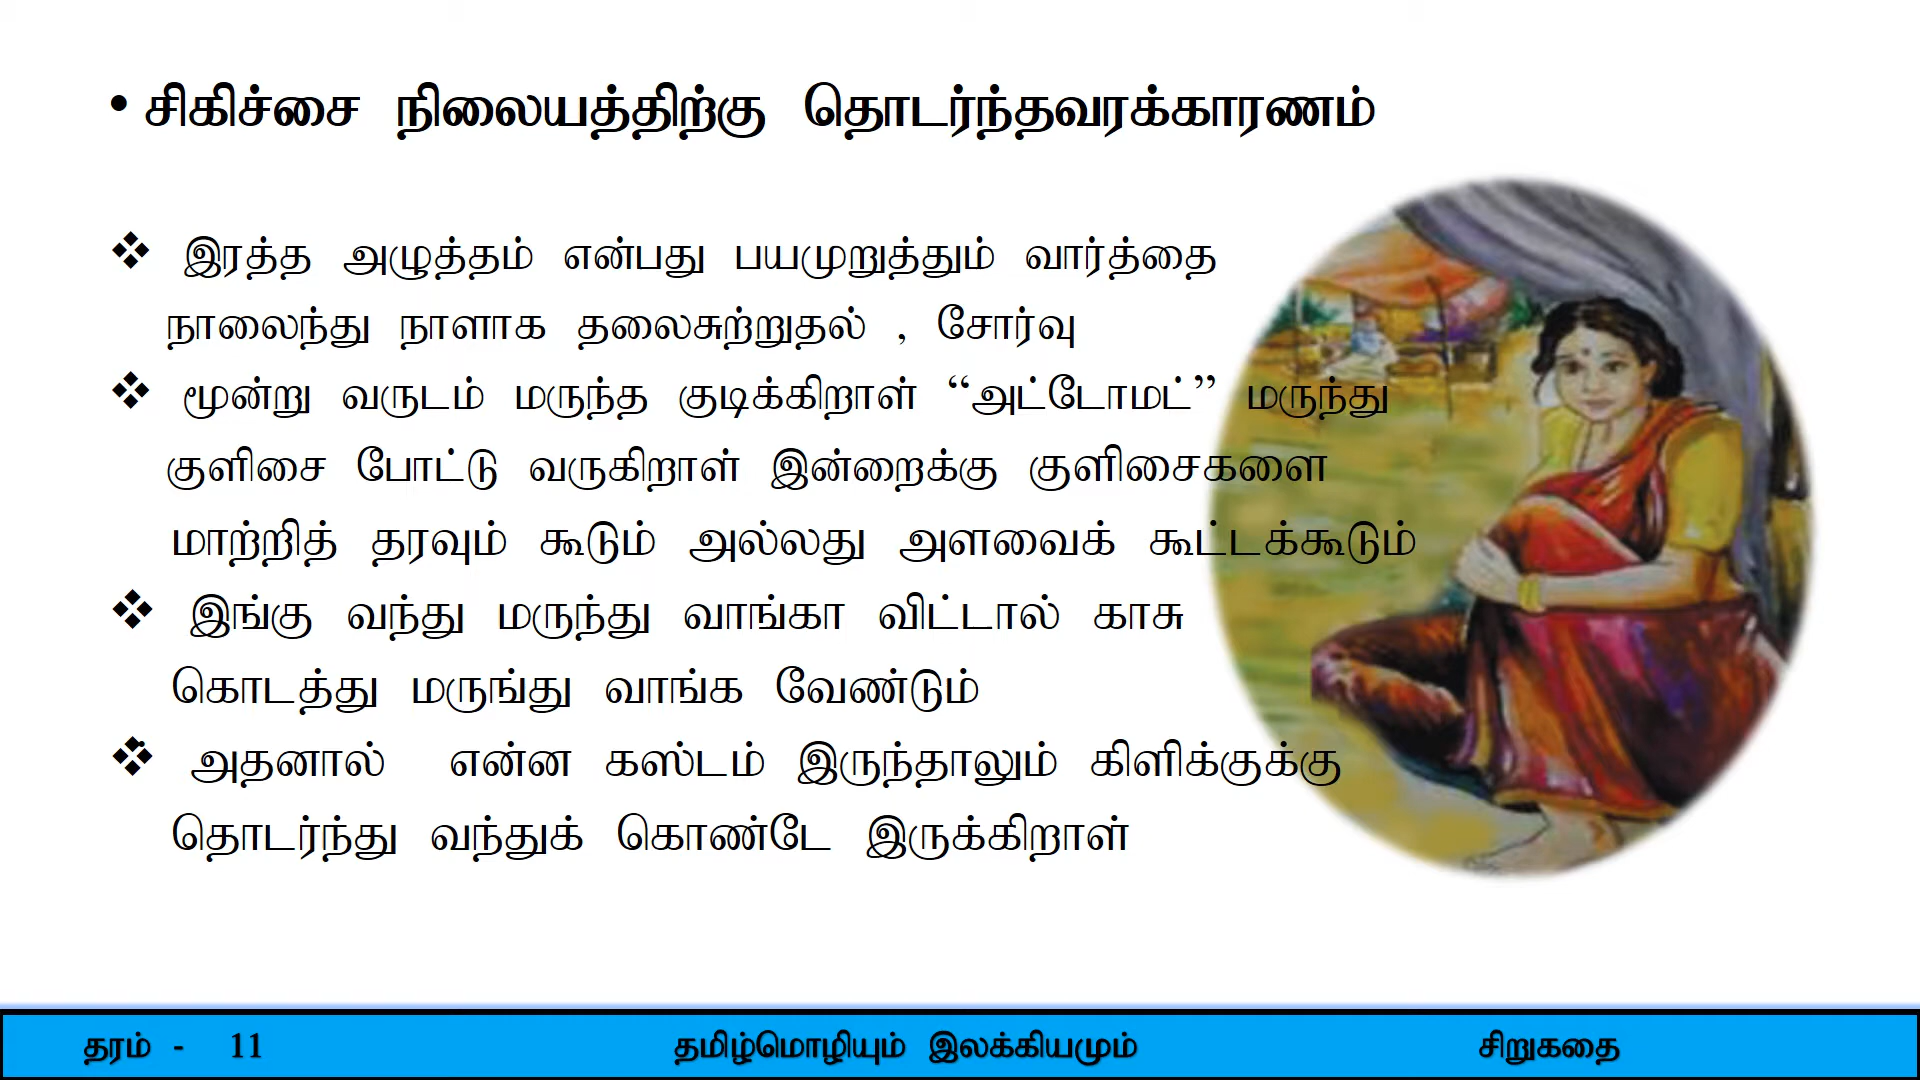 • சிகிச்சை நிலையத்திற்கு தொடர்ந்தவரக்காரணம்
❖ இரத்த அழுத்தம் என்பது பயமுறுத்தும் வார்த்தை
நாலைந்து நாளாக தலைசுற்றுதல் , சோர்வு
❖ மூன்று வருடம் மருந்த குடிக்கிறாள் “அட்டோமட்” மருந்து
குளிசை போட்டு வருகிறாள் இன்றைக்கு குளிசைகளை
மாற்றித் தரவும் கூடும் அல்லது அளவைக் கூட்டக்கூடும்
❖ இங்கு வந்து மருந்து வாங்கா விட்டால் காசு
கொடத்து மருங்து வாங்க வேண்டும்
❖ அதனால் என்ன கஸ்டம் இருந்தாலும் கிளிக்குக்கு
தொடர்ந்து வந்துக் கொண்டே இருக்கிறாள்
தரம் - 11 தமிழ்மொழியும் இலக்கியமும் சிறுகதை